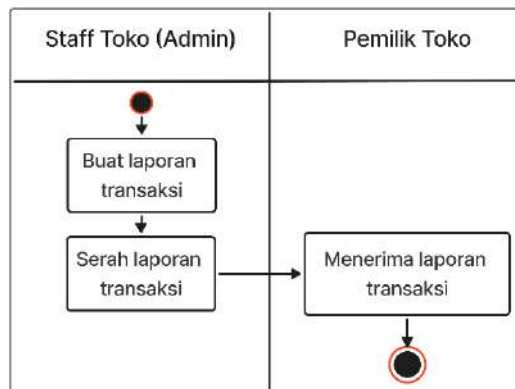 Staff Toko (Admin)
Pemilik Toko
Buat laporan
transaksi
Serah laporan
transaksi
Menerima laporan
transaksi